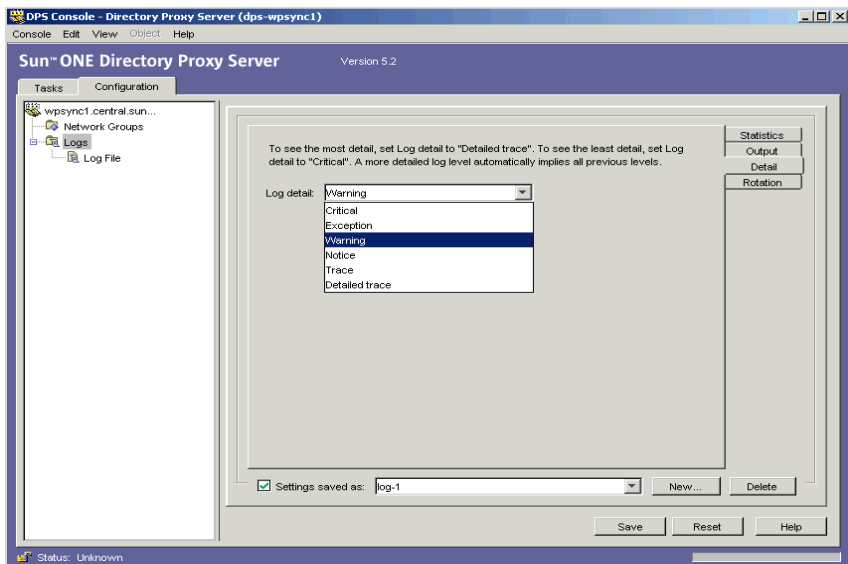 DPS Console - Directory Proxy Server (dps-wpsync1)
Console Edit View Object Help
Sun™ ONE Directory Proxy Server Version 5.2
Tasks Configuration
wpsync1.central.sun...
Network Groups
Logs
Log File
To see the most detail, set Log detail to "Detailed trace". To see the least detail, set Log
detail to "Critical". A more detailed log level automatically implies all previous levels.
Log detail: Warning
Critical
Exception
Warning
Notice
Trace
Detailed trace
Statistics
Output
Detail
Rotation
Settings saved as: log-1 New... Delete
Save Reset Help
Status: Unknown